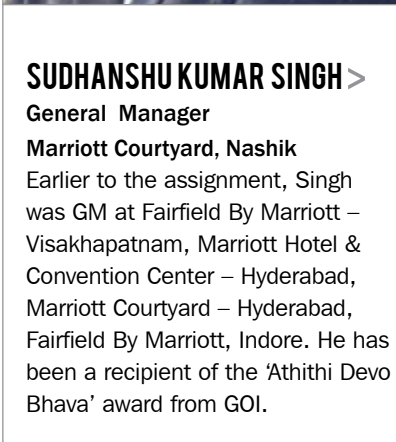 SUDHANSHU KUMAR SINGH >
General Manager
Marriott Courtyard, Nashik
Earlier to the assignment, Singh
was GM at Fairfield By Marriott –
Visakhapatnam, Marriott Hotel &
Convention Center – Hyderabad,
Marriott Courtyard – Hyderabad,
Fairfield By Marriott, Indore. He has
been a recipient of the ‘Athithi Devo
Bhava’ award from GOI.